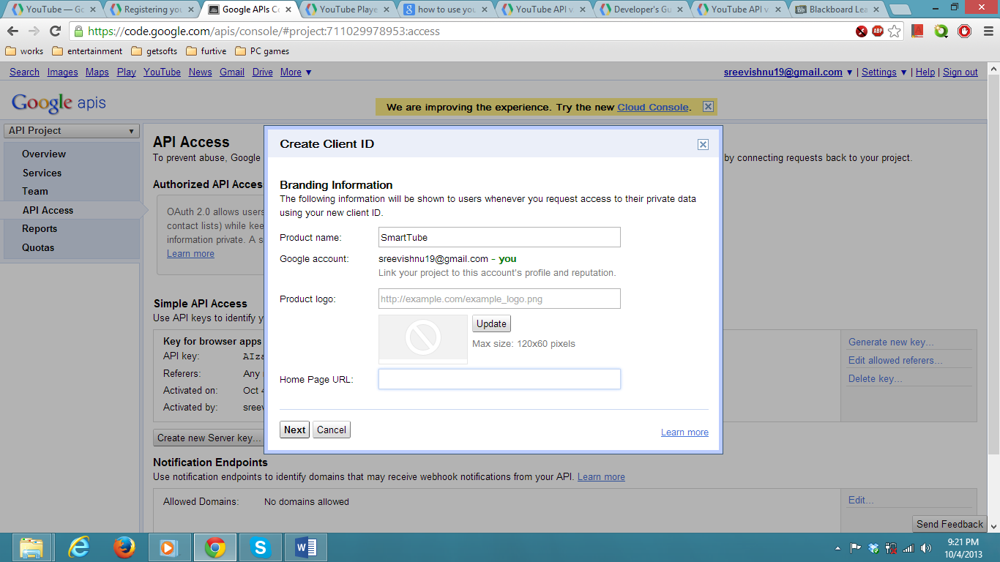 YouTube — Go
Registering you
Google APIs Co
YouTube Playe
how to use you
YouTube API v
Developer's Gu
YouTube API v
Bb Blackboard Lea
https://code.google.com/apis/console/#project:711029978953:access
ABP
works entertainment getsofts furtive PC games
Search Images Maps Play YouTube News Gmail Drive More ▼
sreevishnu19@gmail.com ▼ | Settings ▼ | Help | Sign out
Google apis
We are improving the experience. Try the new Cloud Console.
API Project
Overview
Services
Team
API Access
Reports
Quotas
API Access
To prevent abuse, Google
by connecting requests back to your project.
Authorized API Acces
OAuth 2.0 allows users
contact lists) while kee
information private. A s
Learn more
Create Client ID
Branding Information
The following information will be shown to users whenever you request access to their private data
using your new client ID.
Product name: SmartTube
Google account: sreevishnu19@gmail.com - you
Link your project to this account's profile and reputation.
Product logo: http://example.com/example_logo.png
Update
Max size: 120x60 pixels
Home Page URL:
Next Cancel
Learn more
Simple API Access
Use API keys to identify y
Key for browser apps
API key: AIza
Referers: Any
Activated on: Oct 4
Activated by: sreev
Generate new key...
Edit allowed referers...
Delete key...
Create new Server key...
Notification Endpoints
Use notification endpoints to identify domains that may receive webhook notifications from your API. Learn more
Allowed Domains: No domains allowed
Edit...
Send Feedback
9:21 PM
10/4/2013